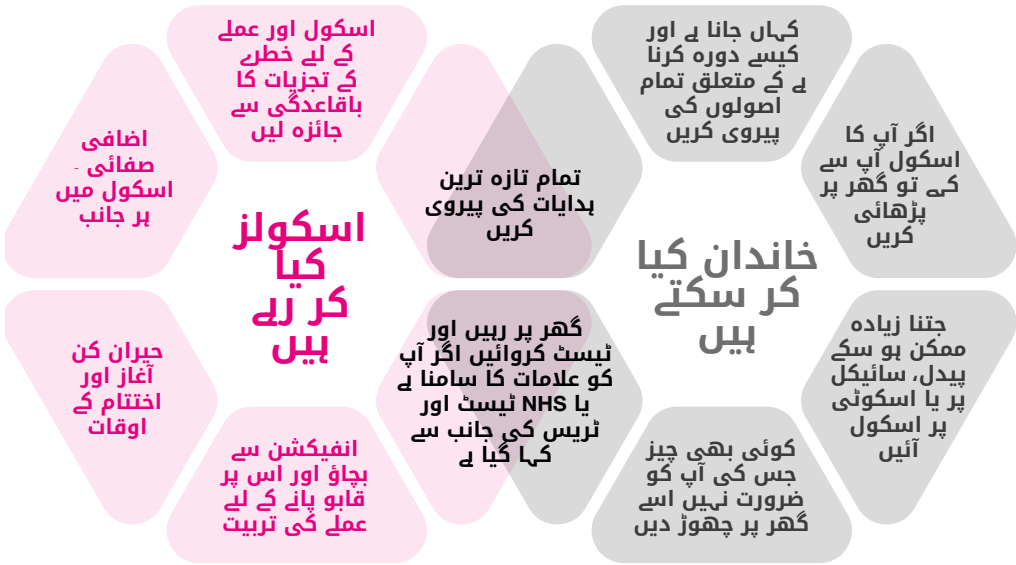 کہاں جانا ہے اور
کیسے دورہ کرنا
ہے کے متعلق تمام
اصولوں کی
پیروی کریں
اگر آپ کا
اسکول آپ سے
کہے تو گھر پر
پڑھائی
کریں
خاندان کیا
کر سکتے
ہیں
جتنا زیادہ
ممکن ہو سکے
پیدل، سائیکل
پر یا اسکوٹی
پر اسکول
آئیں
کوئی بھی چیز
جس کی آپ کو
ضرورت نہیں اسے
گھر پر چھوڑ دیں
تمام تازہ ترین
ہدایات کی پیروی
کریں
گھر پر رہیں اور
ٹیسٹ کروائیں اگر آپ
کو علامات کا سامنا ہے
یا NHS ٹیسٹ اور
ٹریس کی جانب سے
کہا گیا ہے
اسکول اور عملے
کے لیے خطرے
کے تجزیات کا
باقاعدگی سے
جائزہ لیں
اضافی
صفائی -
اسکول میں
ہر جانب
اسکولز
کیا
کر رہے
ہیں
حیران کن
آغاز اور
اختتام کے
اوقات
انفیکشن سے
بچاؤ اور اس پر
قابو پانے کے لیے
عملے کی تربیت